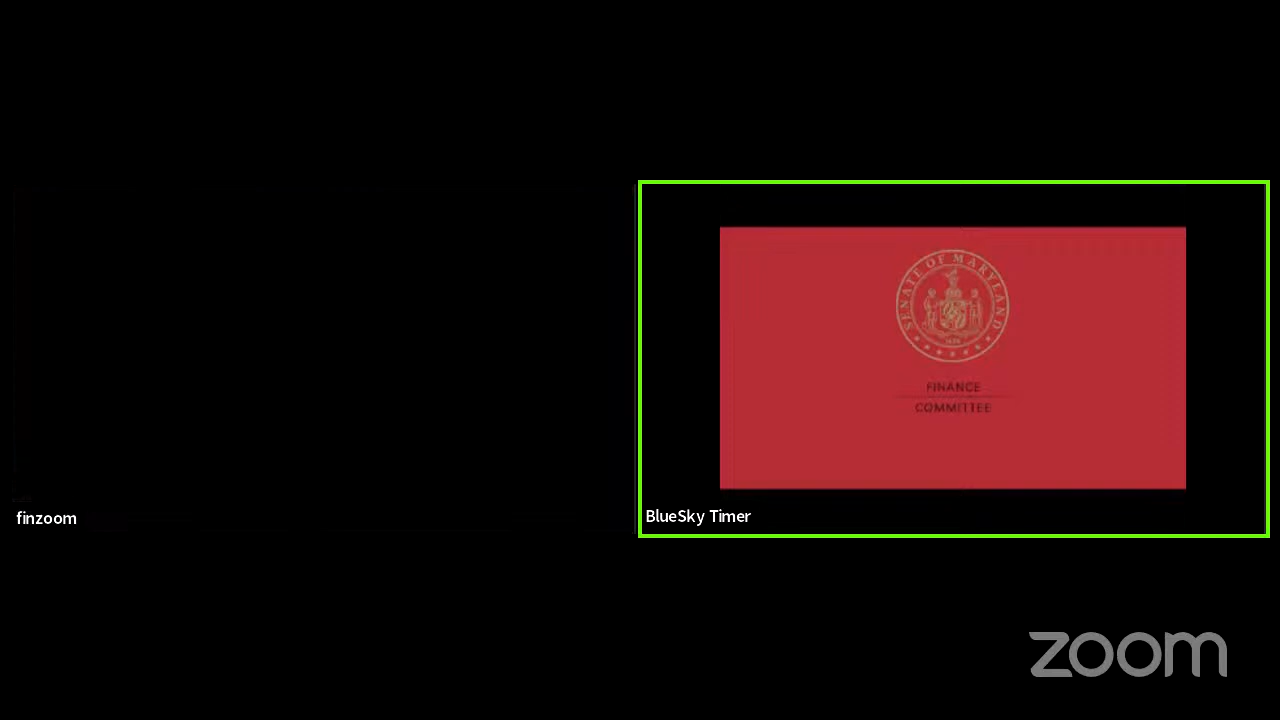 SENATE OF MARYLAND
FINANCE
COMMITTEE
finzoom
BlueSky Timer
zoom